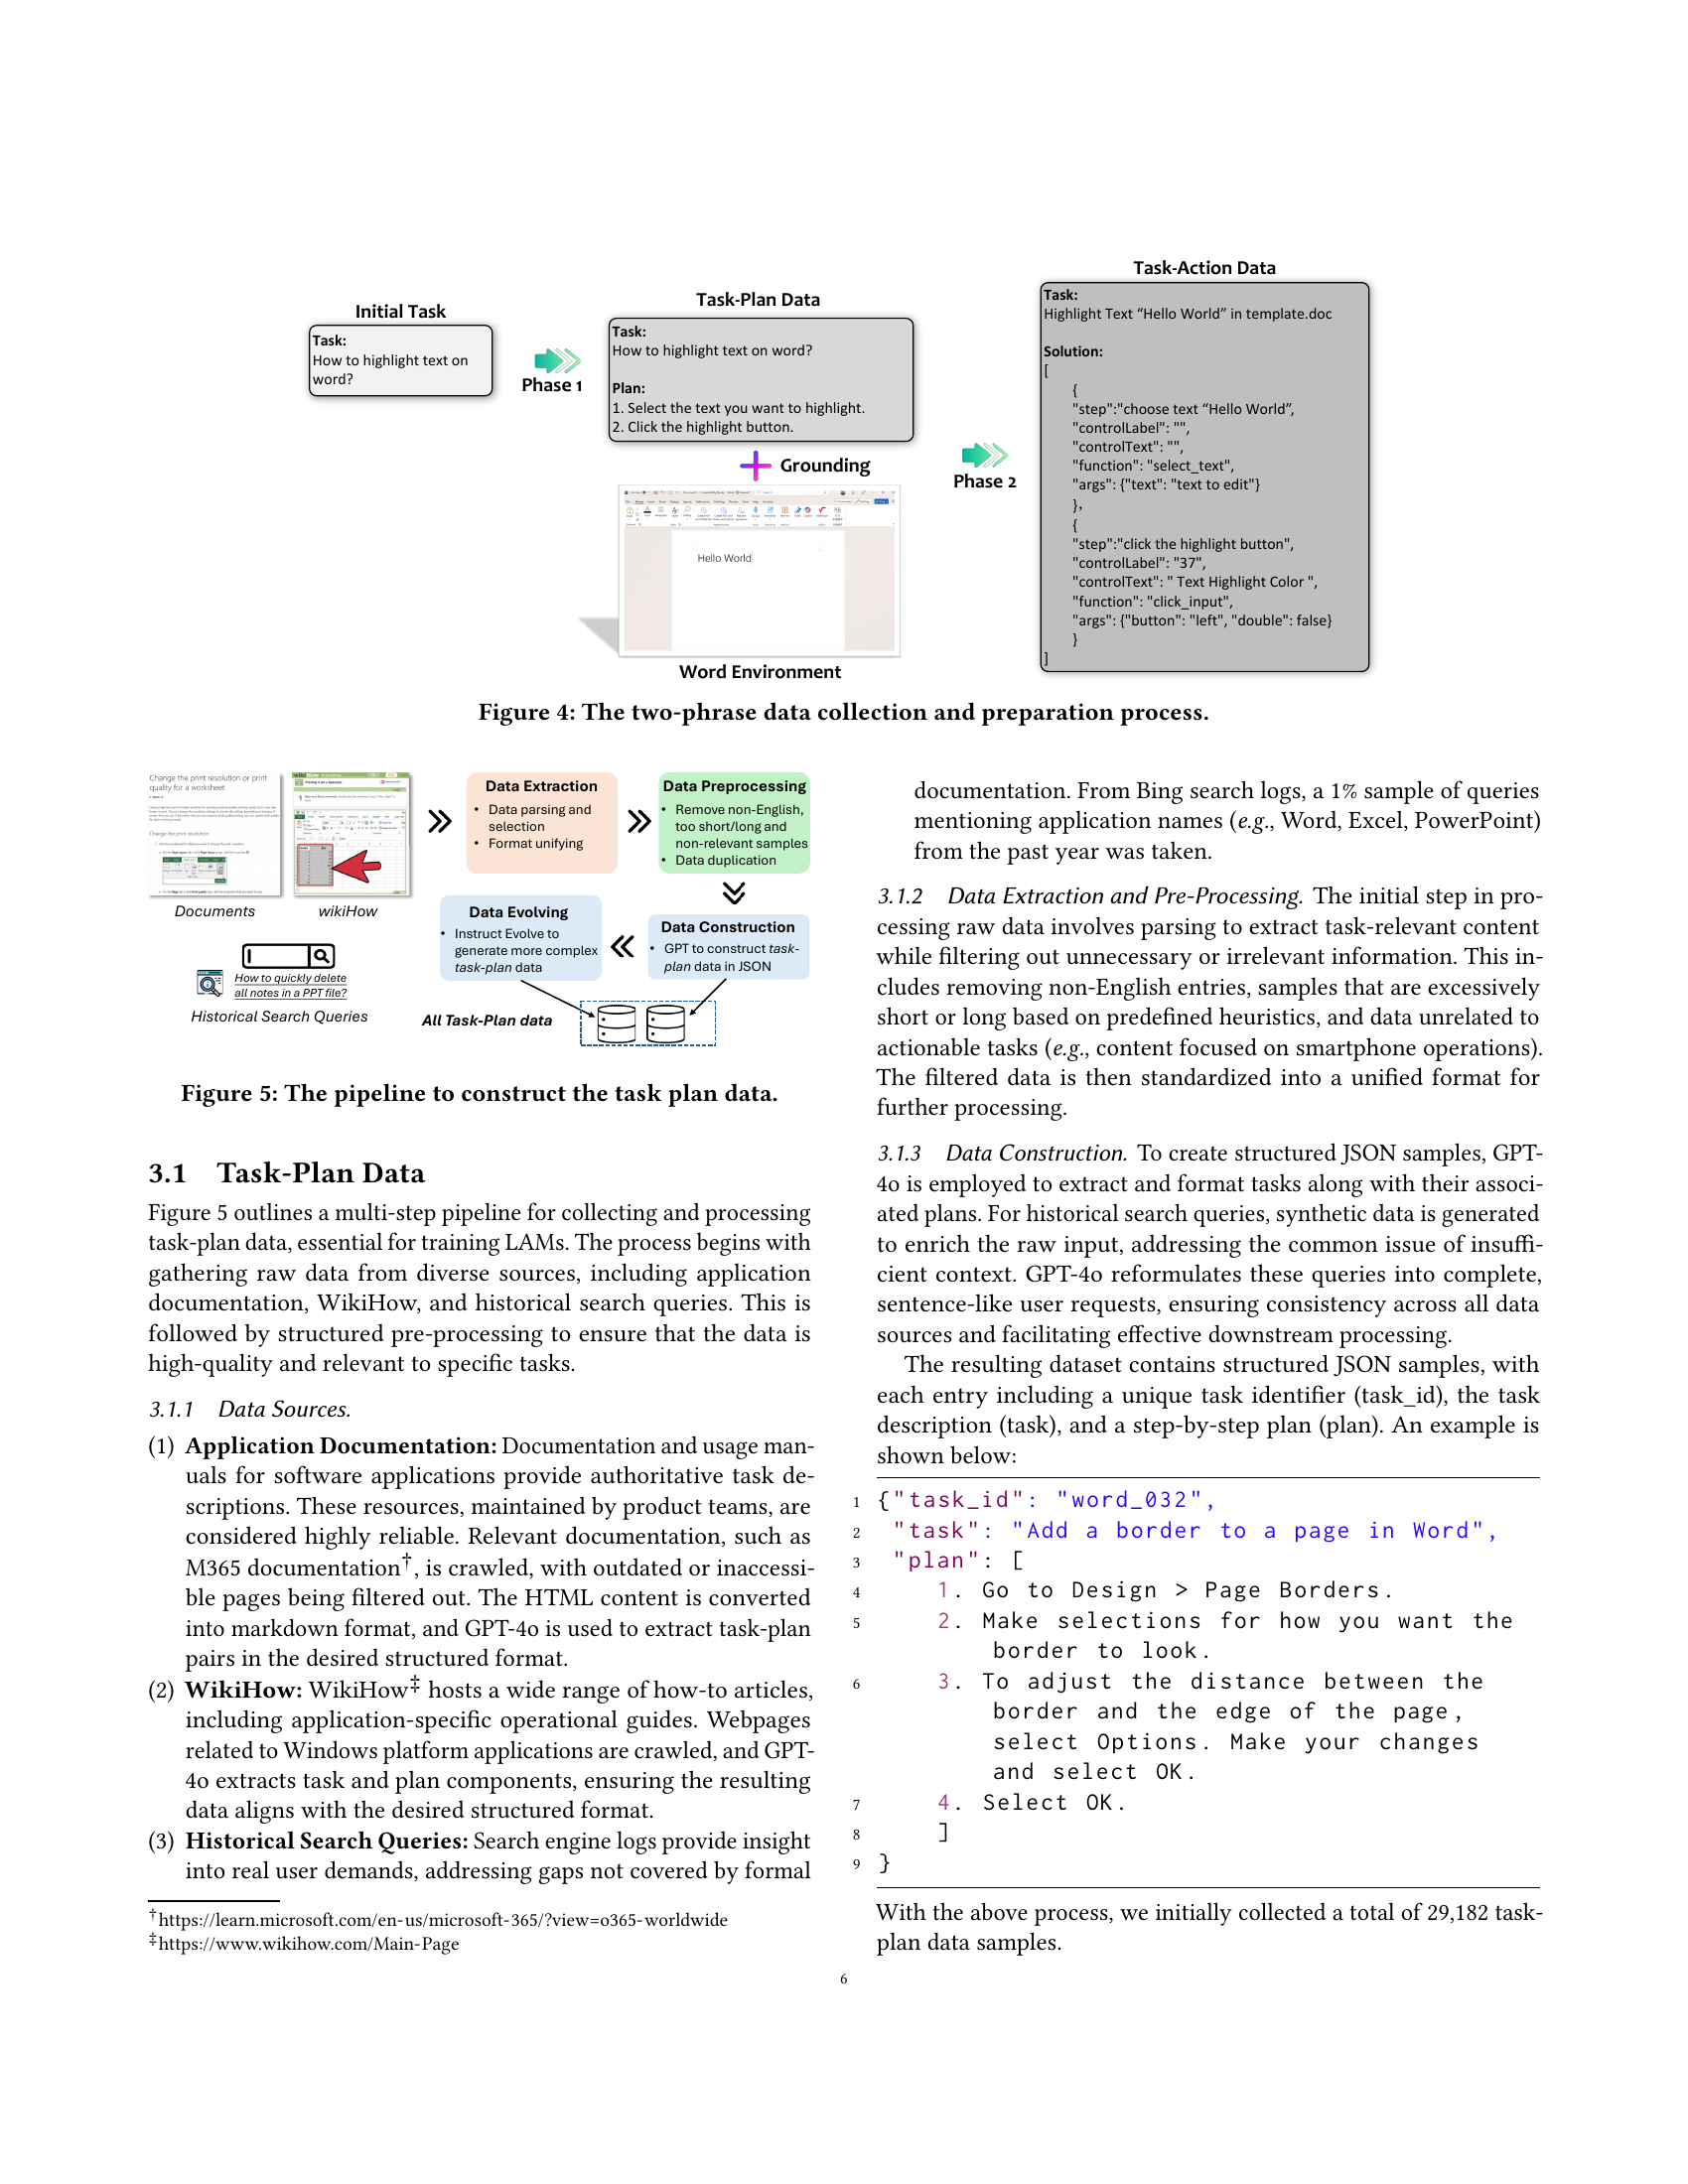 Initial Task
Task:
How to highlight text on
word?
Phase 1
Task-Plan Data
Task:
How to highlight text on word?
Plan:
1. Select the text you want to highlight.
2. Click the highlight button.
Grounding
Hello World
Word Environment
Phase 2
Task-Action Data
Task:
Highlight Text “Hello World” in template.doc
Solution:
[
{
"step":"choose text “Hello World”,
"controlLabel": "",
"controlText": "",
"function": "select_text",
"args": {"text": "text to edit"}
},
{
"step":"click the highlight button",
"controlLabel": "37",
"controlText": " Text Highlight Color ",
"function": "click_input",
"args": {"button": "left", "double": false}
}
]
Figure 4: The two-phrase data collection and preparation process.
Change the print resolution or print
quality for a worksheet
Change the print resolution
Documents
wikiHow
How to quickly delete
all notes in a PPT file?
Historical Search Queries
Data Extraction
• Data parsing and
selection
• Format unifying
Data Preprocessing
• Remove non-English,
too short/long and
non-relevant samples
• Data duplication
Data Evolving
• Instruct Evolve to
generate more complex
task-plan data
Data Construction
• GPT to construct task-
plan data in JSON
All Task-Plan data
Figure 5: The pipeline to construct the task plan data.
3.1 Task-Plan Data
Figure 5 outlines a multi-step pipeline for collecting and processing
task-plan data, essential for training LAMs. The process begins with
gathering raw data from diverse sources, including application
documentation, WikiHow, and historical search queries. This is
followed by structured pre-processing to ensure that the data is
high-quality and relevant to specific tasks.
3.1.1 Data Sources.
(1) Application Documentation: Documentation and usage man-
uals for software applications provide authoritative task de-
scriptions. These resources, maintained by product teams, are
considered highly reliable. Relevant documentation, such as
M365 documentation†, is crawled, with outdated or inaccessi-
ble pages being filtered out. The HTML content is converted
into markdown format, and GPT-4o is used to extract task-plan
pairs in the desired structured format.
(2) WikiHow: WikiHow‡ hosts a wide range of how-to articles,
including application-specific operational guides. Webpages
related to Windows platform applications are crawled, and GPT-
4o extracts task and plan components, ensuring the resulting
data aligns with the desired structured format.
(3) Historical Search Queries: Search engine logs provide insight
into real user demands, addressing gaps not covered by formal
†https://learn.microsoft.com/en-us/microsoft-365/?view=o365-worldwide
‡https://www.wikihow.com/Main-Page
documentation. From Bing search logs, a 1% sample of queries
mentioning application names (e.g., Word, Excel, PowerPoint)
from the past year was taken.
3.1.2 Data Extraction and Pre-Processing. The initial step in pro-
cessing raw data involves parsing to extract task-relevant content
while filtering out unnecessary or irrelevant information. This in-
cludes removing non-English entries, samples that are excessively
short or long based on predefined heuristics, and data unrelated to
actionable tasks (e.g., content focused on smartphone operations).
The filtered data is then standardized into a unified format for
further processing.
3.1.3 Data Construction. To create structured JSON samples, GPT-
4o is employed to extract and format tasks along with their associ-
ated plans. For historical search queries, synthetic data is generated
to enrich the raw input, addressing the common issue of insuffi-
cient context. GPT-4o reformulates these queries into complete,
sentence-like user requests, ensuring consistency across all data
sources and facilitating effective downstream processing.
The resulting dataset contains structured JSON samples, with
each entry including a unique task identifier (task_id), the task
description (task), and a step-by-step plan (plan). An example is
shown below:
1 {"task_id": "word_032",
2 "task": "Add a border to a page in Word",
3 "plan": [
4 1. Go to Design > Page Borders.
5 2. Make selections for how you want the
border to look.
6 3. To adjust the distance between the
border and the edge of the page,
select Options. Make your changes
and select OK.
7 4. Select OK.
8 ]
9 }
With the above process, we initially collected a total of 29,182 task-
plan data samples.
6